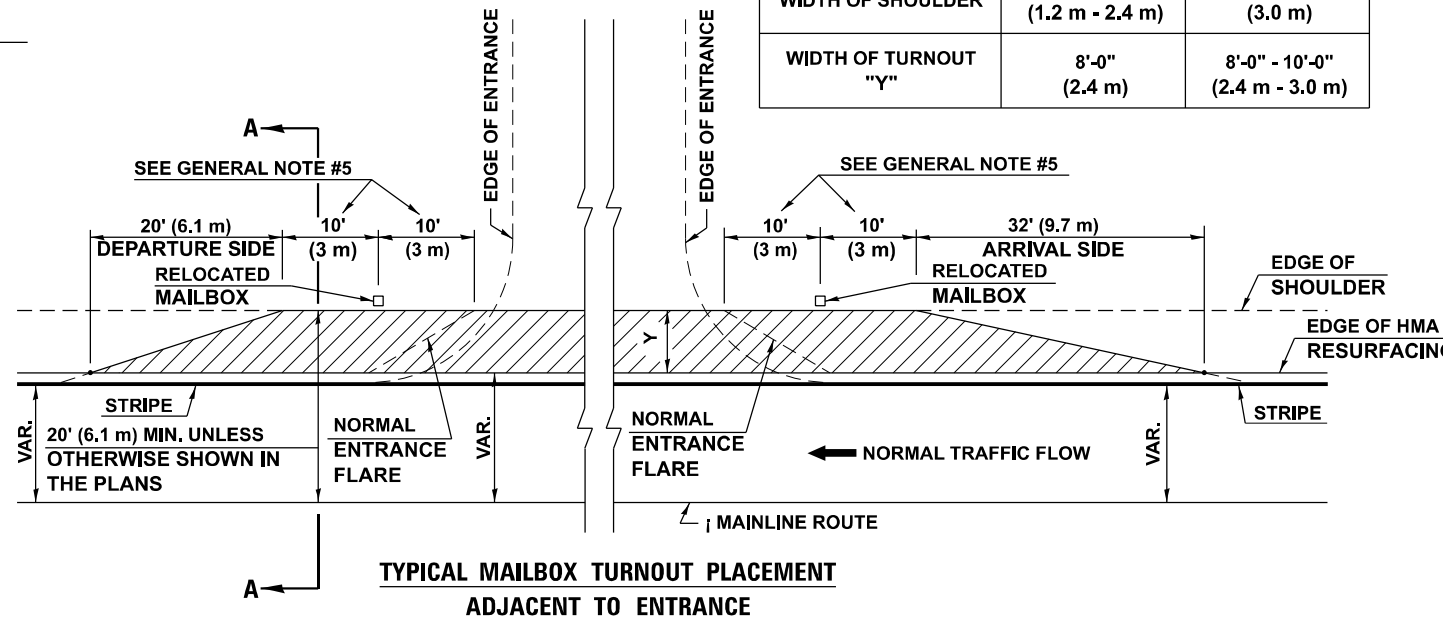 WIDTH OF SHOULDER
(1.2 m - 2.4 m)
(3.0 m)
WIDTH OF TURNOUT
"Y"
8'-0"
(2.4 m)
8'-0" - 10'-0"
(2.4 m - 3.0 m)
EDGE OF ENTRANCE
EDGE OF ENTRANCE
A
SEE GENERAL NOTE #5
SEE GENERAL NOTE #5
20' (6.1 m)
DEPARTURE SIDE
10'
(3 m)
10'
(3 m)
10'
(3 m)
10'
(3 m)
32' (9.7 m)
ARRIVAL SIDE
RELOCATED
MAILBOX
RELOCATED
MAILBOX
EDGE OF
SHOULDER
Y
EDGE OF HMA
RESURFACING
STRIPE
STRIPE
VAR.
20' (6.1 m) MIN. UNLESS
OTHERWISE SHOWN IN
THE PLANS
NORMAL
ENTRANCE
FLARE
VAR.
NORMAL
ENTRANCE
FLARE
NORMAL TRAFFIC FLOW
VAR.
¡ MAINLINE ROUTE
A
TYPICAL MAILBOX TURNOUT PLACEMENT
ADJACENT TO ENTRANCE